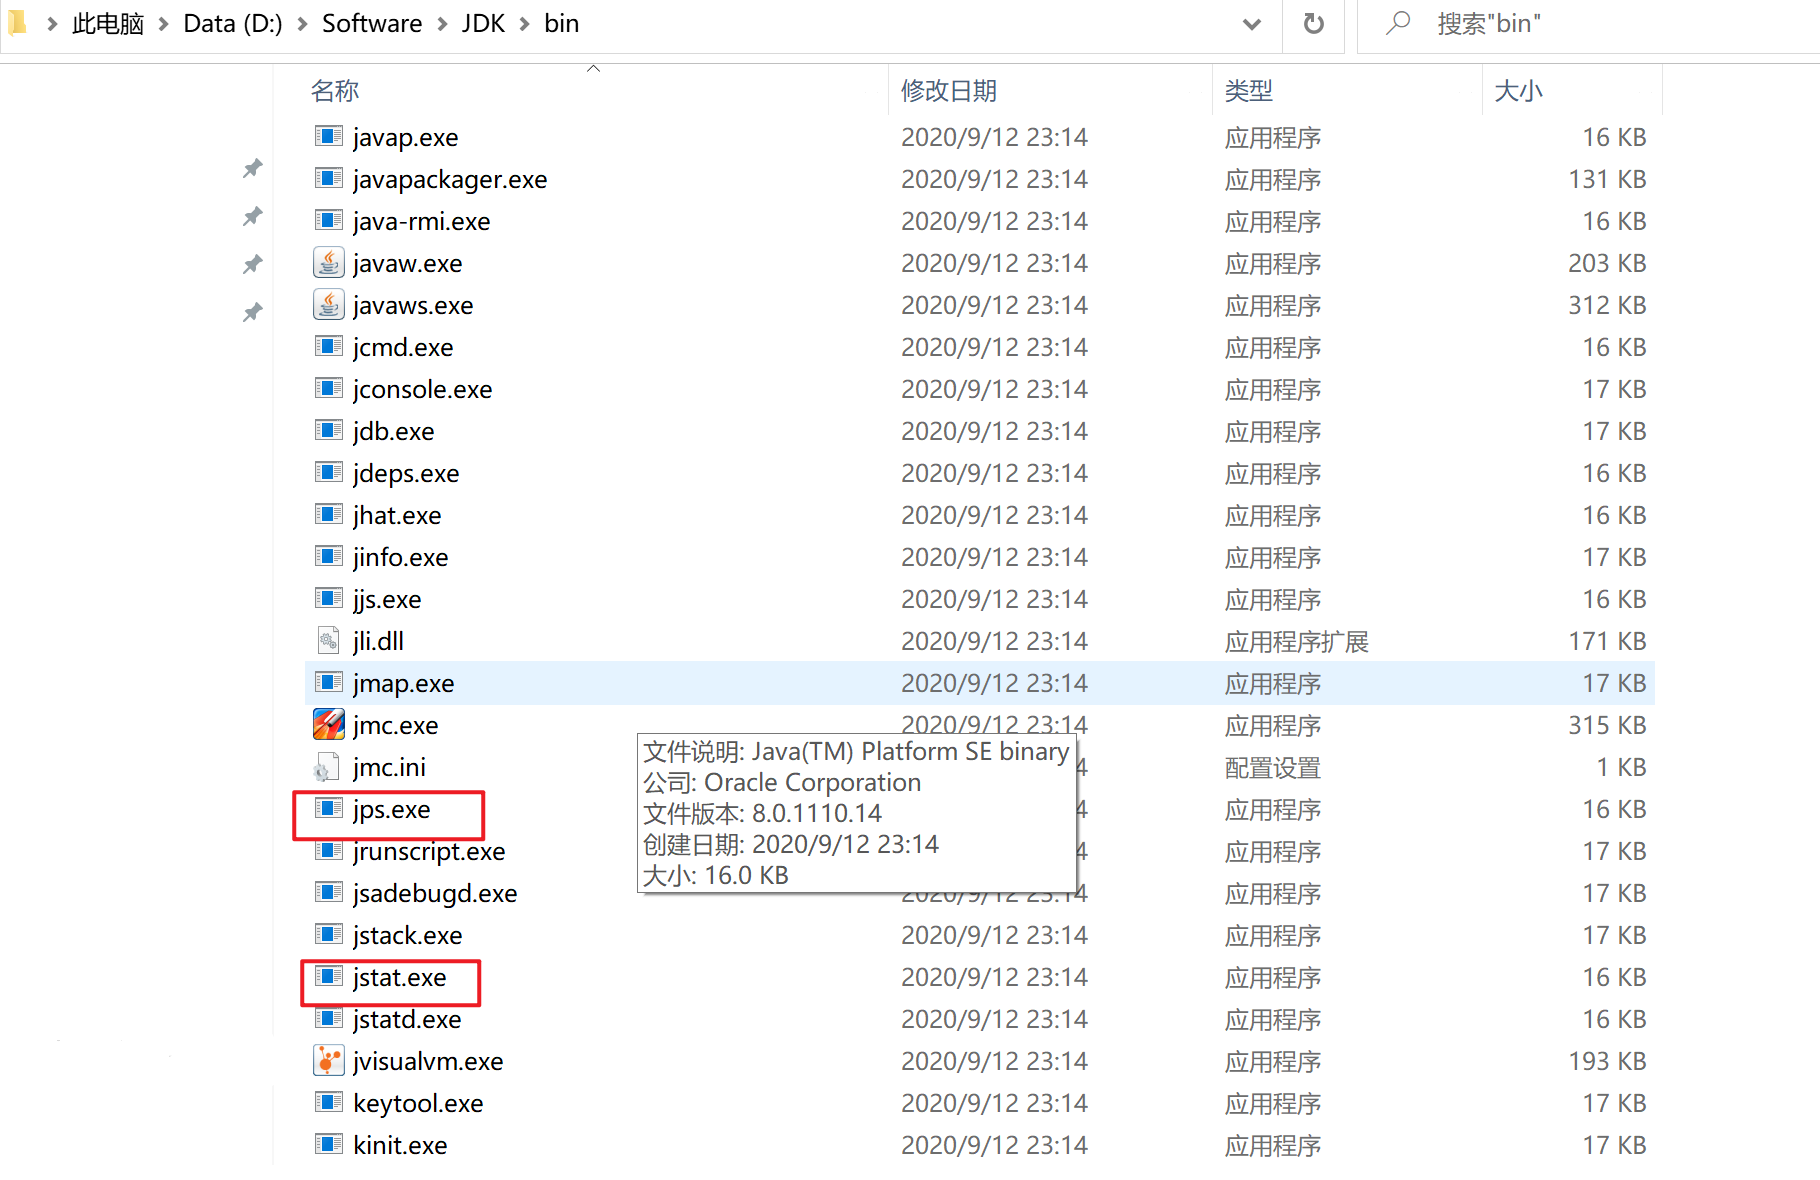 此电脑 > Data (D:) > Software > JDK > bin
搜索"bin"
名称 修改日期 类型 大小
javap.exe 2020/9/12 23:14 应用程序 16 KB
javapackager.exe 2020/9/12 23:14 应用程序 131 KB
java-rmi.exe 2020/9/12 23:14 应用程序 16 KB
javaw.exe 2020/9/12 23:14 应用程序 203 KB
javaws.exe 2020/9/12 23:14 应用程序 312 KB
jcmd.exe 2020/9/12 23:14 应用程序 16 KB
jconsole.exe 2020/9/12 23:14 应用程序 17 KB
jdb.exe 2020/9/12 23:14 应用程序 17 KB
jdeps.exe 2020/9/12 23:14 应用程序 16 KB
jhat.exe 2020/9/12 23:14 应用程序 16 KB
jinfo.exe 2020/9/12 23:14 应用程序 17 KB
jjs.exe 2020/9/12 23:14 应用程序 16 KB
jli.dll 2020/9/12 23:14 应用程序扩展 171 KB
jmap.exe 2020/9/12 23:14 应用程序 17 KB
jmc.exe 2020/9/12 23:14 应用程序 315 KB
jmc.ini 4 配置设置 1 KB
jps.exe 4 应用程序 16 KB
jrunscript.exe 4 应用程序 17 KB
文件说明: Java(TM) Platform SE binary
公司: Oracle Corporation
文件版本: 8.0.1110.14
创建日期: 2020/9/12 23:14
大小: 16.0 KB
jsadebugd.exe 2020/9/12 23:14 应用程序 17 KB
jstack.exe 2020/9/12 23:14 应用程序 17 KB
jstat.exe 2020/9/12 23:14 应用程序 16 KB
jstatd.exe 2020/9/12 23:14 应用程序 16 KB
jvisualvm.exe 2020/9/12 23:14 应用程序 193 KB
keytool.exe 2020/9/12 23:14 应用程序 17 KB
kinit.exe 2020/9/12 23:14 应用程序 17 KB